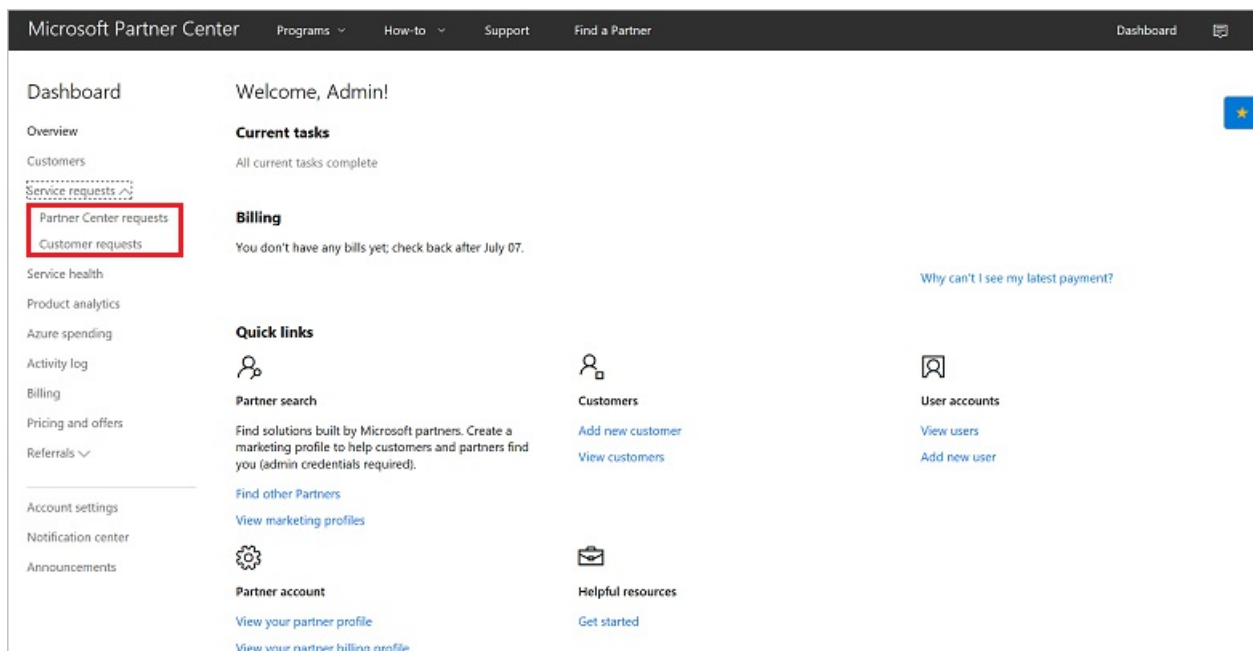 Microsoft Partner Center
Programs
How-to
Support
Find a Partner
Dashboard
Dashboard
Overview
Customers
Service requests
Partner Center requests
Customer requests
Service health
Product analytics
Azure spending
Activity log
Billing
Pricing and offers
Referrals
Account settings
Notification center
Announcements
Welcome, Admin!
Current tasks
All current tasks complete
Billing
You don't have any bills yet; check back after July 07.
Why can't I see my latest payment?
Quick links
Partner search
Find solutions built by Microsoft partners. Create a
marketing profile to help customers and partners find
you (admin credentials required).
Find other Partners
View marketing profiles
Customers
Add new customer
View customers
User accounts
View users
Add new user
Partner account
View your partner profile
View your partner billing profile
Helpful resources
Get started